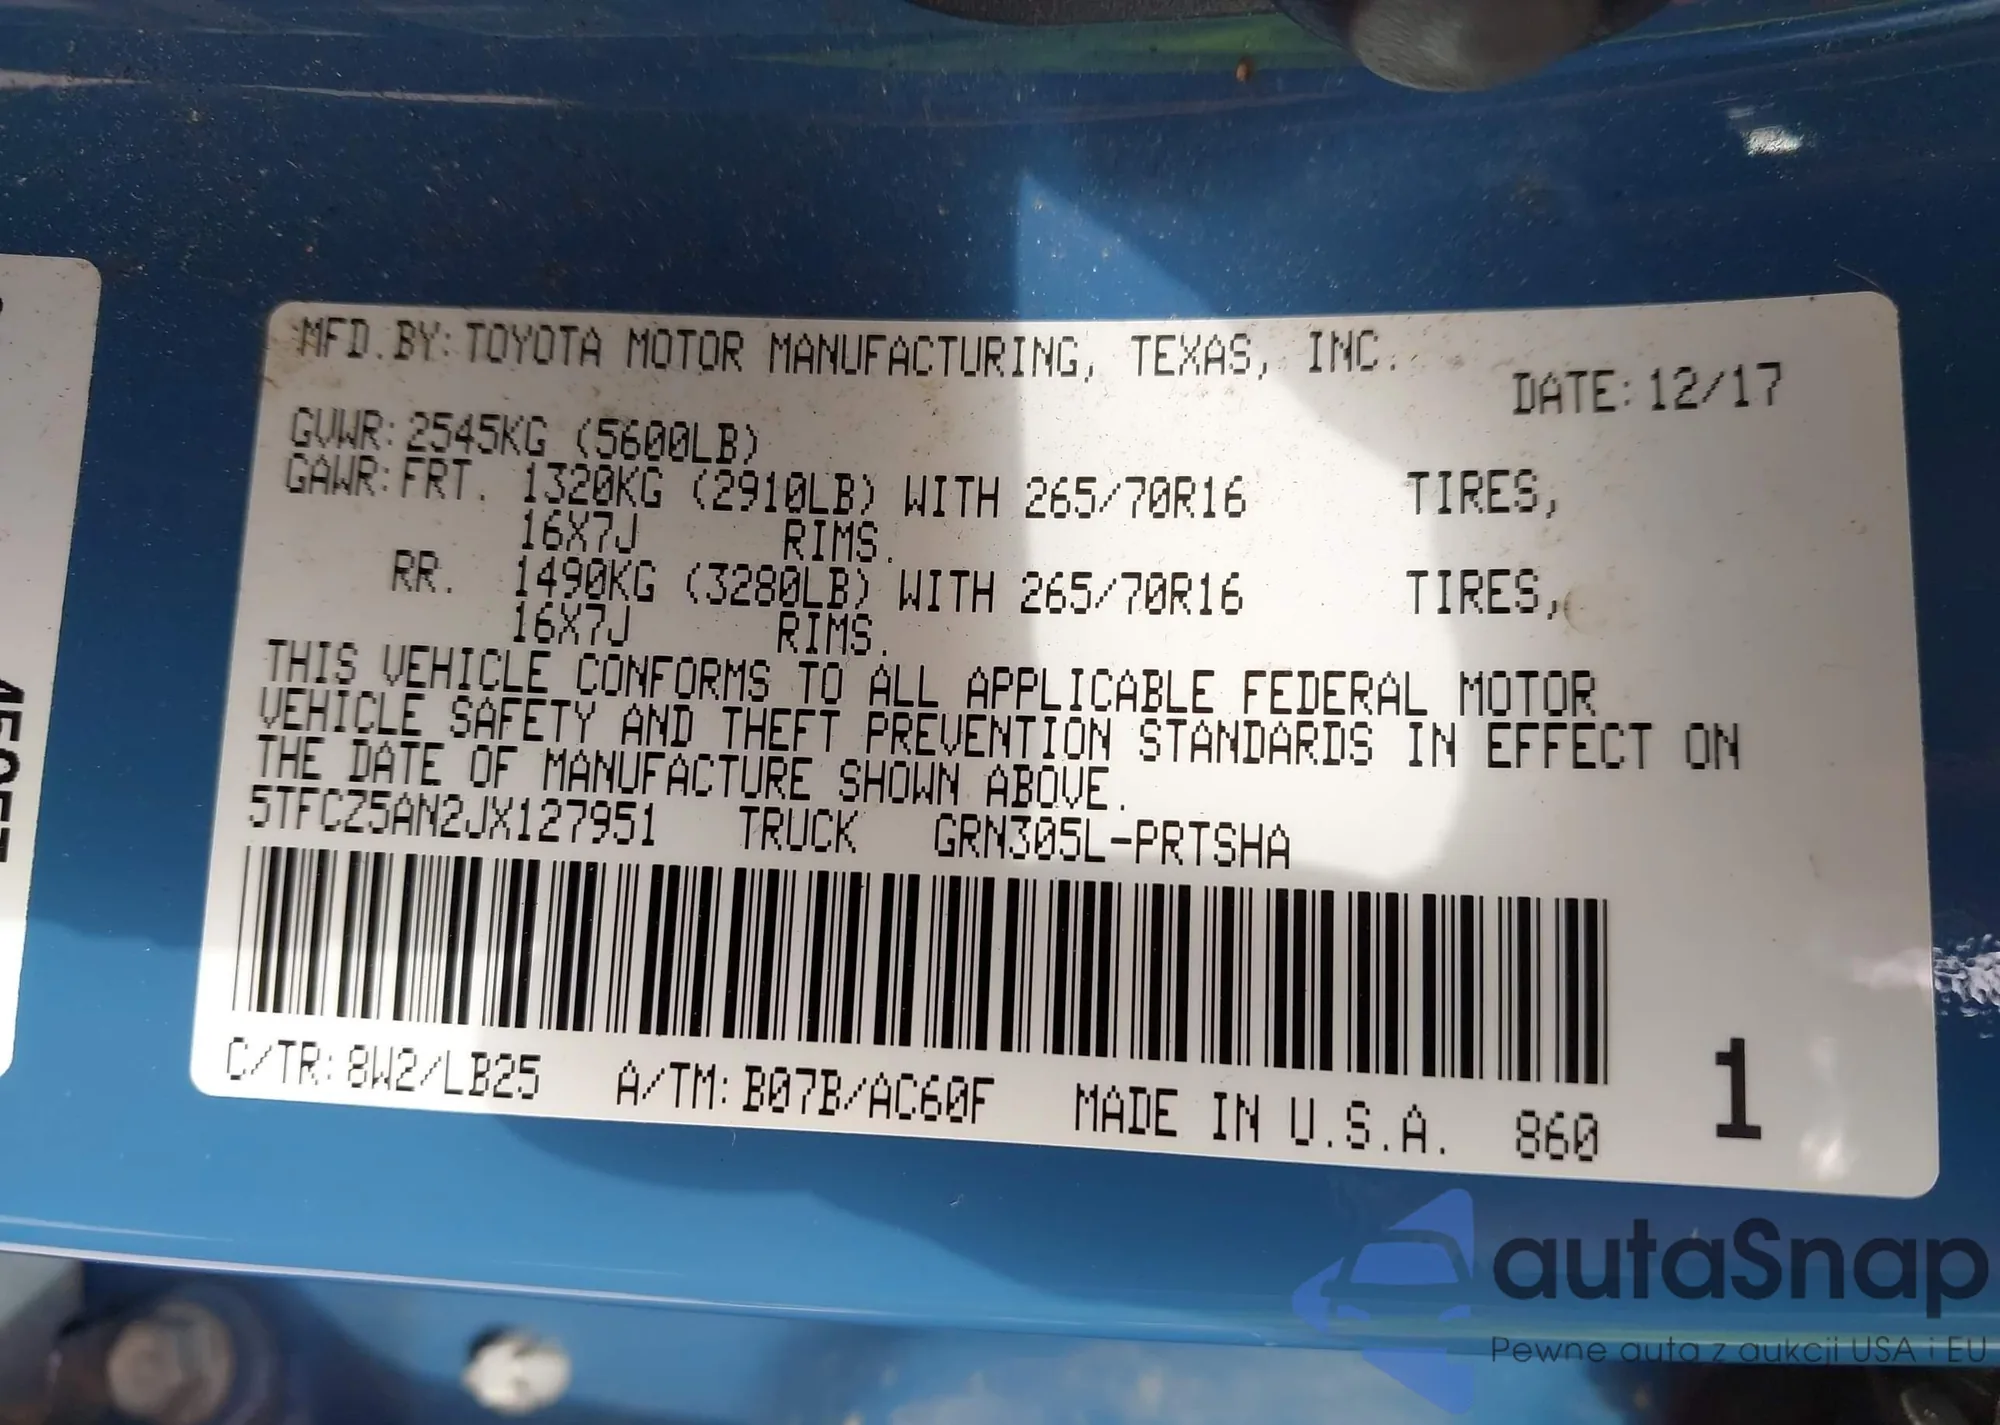 MFD.BY: TOYOTA MOTOR MANUFACTURING, TEXAS, INC.
DATE: 12/17
GVWR: 2545KG (5600LB)
GAWR: FRT. 1320KG (2910LB) WITH 265/70R16 TIRES,
16X7J RIMS.
RR. 1490KG (3280LB) WITH 265/70R16 TIRES,
16X7J RIMS.
THIS VEHICLE CONFORMS TO ALL APPLICABLE FEDERAL MOTOR
VEHICLE SAFETY AND THEFT PREVENTION STANDARDS IN EFFECT ON
THE DATE OF MANUFACTURE SHOWN ABOVE.
5TFCZ5AN2JX127951 TRUCK GRN305L-PRTSHA
C/TR: 8W2/LB25 A/TM: B07B/AC60F MADE IN U.S.A. 860
1
autaSnap
Pewne auta z aukcji USA i EU